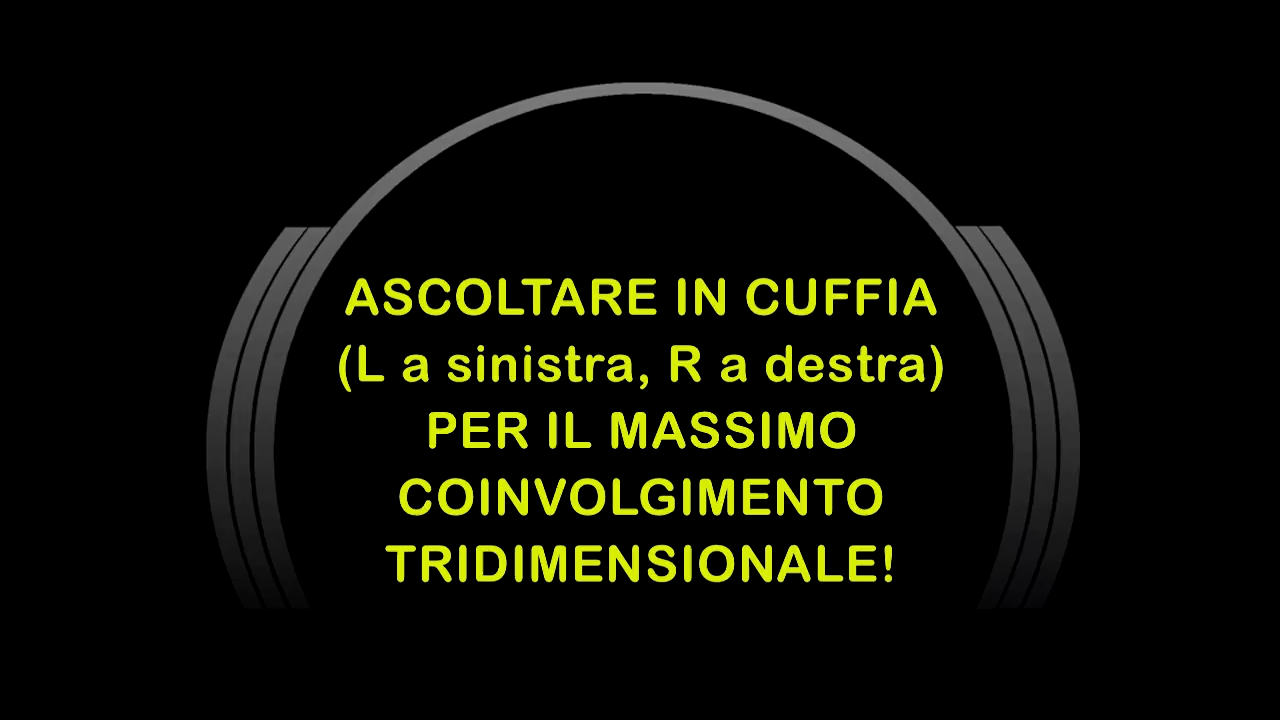 ASCOLTARE IN CUFFIA
(L a sinistra, R a destra)
PER IL MASSIMO
COINVOLGIMENTO
TRIDIMENSIONALE!